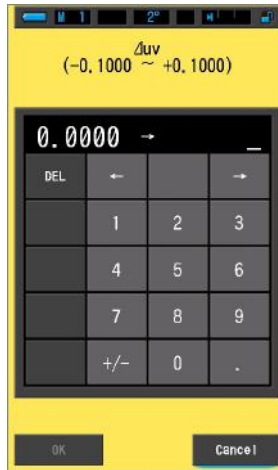 M 1 2°
⊿uv
(-0.1000 ~ +0.1000)
0.0000 → _
DEL ← →
1 2 3
4 5 6
7 8 9
+/- 0 .
OK Cancel